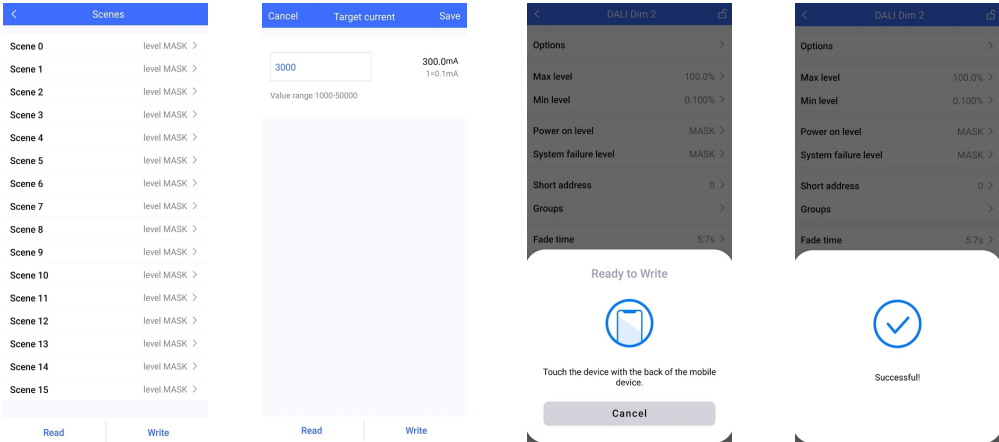 Scenes
Scene 0 level MASK
Scene 1 level MASK
Scene 2 level MASK
Scene 3 level MASK
Scene 4 level MASK
Scene 5 level MASK
Scene 6 level MASK
Scene 7 level MASK
Scene 8 level MASK
Scene 9 level MASK
Scene 10 level MASK
Scene 11 level MASK
Scene 12 level MASK
Scene 13 level MASK
Scene 14 level MASK
Scene 15 level MASK
Read Write
Cancel Target current Save
3000 300.0mA
1=0.1mA
Value range 1000-50000
Read Write
DALI Dim 2
Options
Max level 100.0%
Min level 0.100%
Power on level MASK
System failure level MASK
Short address 0
Groups
Fade time 5.7s
Ready to Write
Touch the device with the back of the mobile
device.
Cancel
DALI Dim 2
Options
Max level 100.0%
Min level 0.100%
Power on level MASK
System failure level MASK
Short address 0
Groups
Fade time 5.7s
Successful!